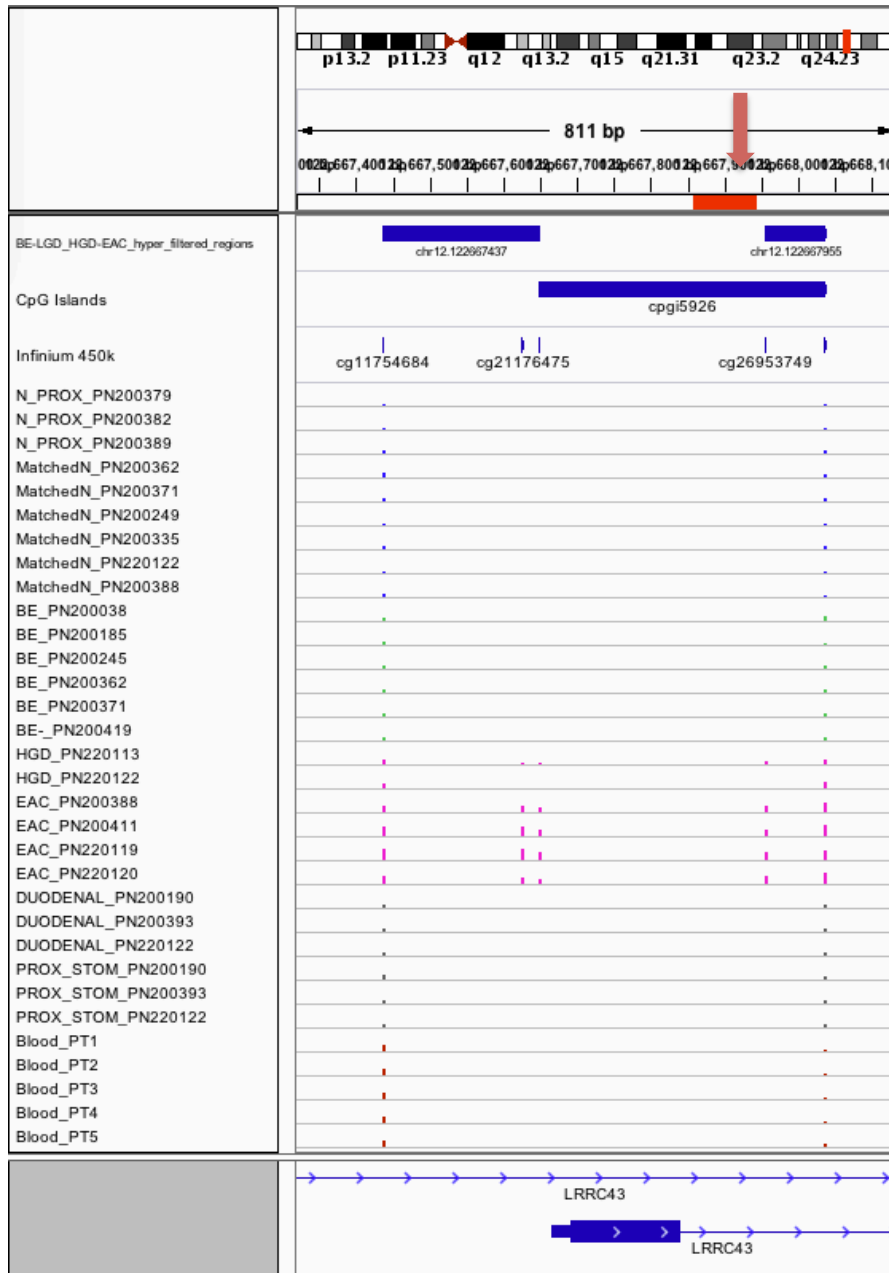 p13.2 p11.23 q12 q13.2 q15 q21.31 q23.2 q24.23
811 bp
BE-LGD_HGD-EAC_hyper_filtered_regions
chr12.122667437 chr12.122667955
CpG Islands
cpgi5926
Infinium 450k
cg11754684 cg21176475 cg26953749
N_PROX_PN200379
N_PROX_PN200382
N_PROX_PN200389
MatchedN_PN200362
MatchedN_PN200371
MatchedN_PN200249
MatchedN_PN200335
MatchedN_PN220122
MatchedN_PN200388
BE_PN200038
BE_PN200185
BE_PN200245
BE_PN200362
BE_PN200371
BE-_PN200419
HGD_PN220113
HGD_PN220122
EAC_PN200388
EAC_PN200411
EAC_PN220119
EAC_PN220120
DUODENAL_PN200190
DUODENAL_PN200393
DUODENAL_PN220122
PROX_STOM_PN200190
PROX_STOM_PN200393
PROX_STOM_PN220122
Blood_PT1
Blood_PT2
Blood_PT3
Blood_PT4
Blood_PT5
LRRC43
LRRC43